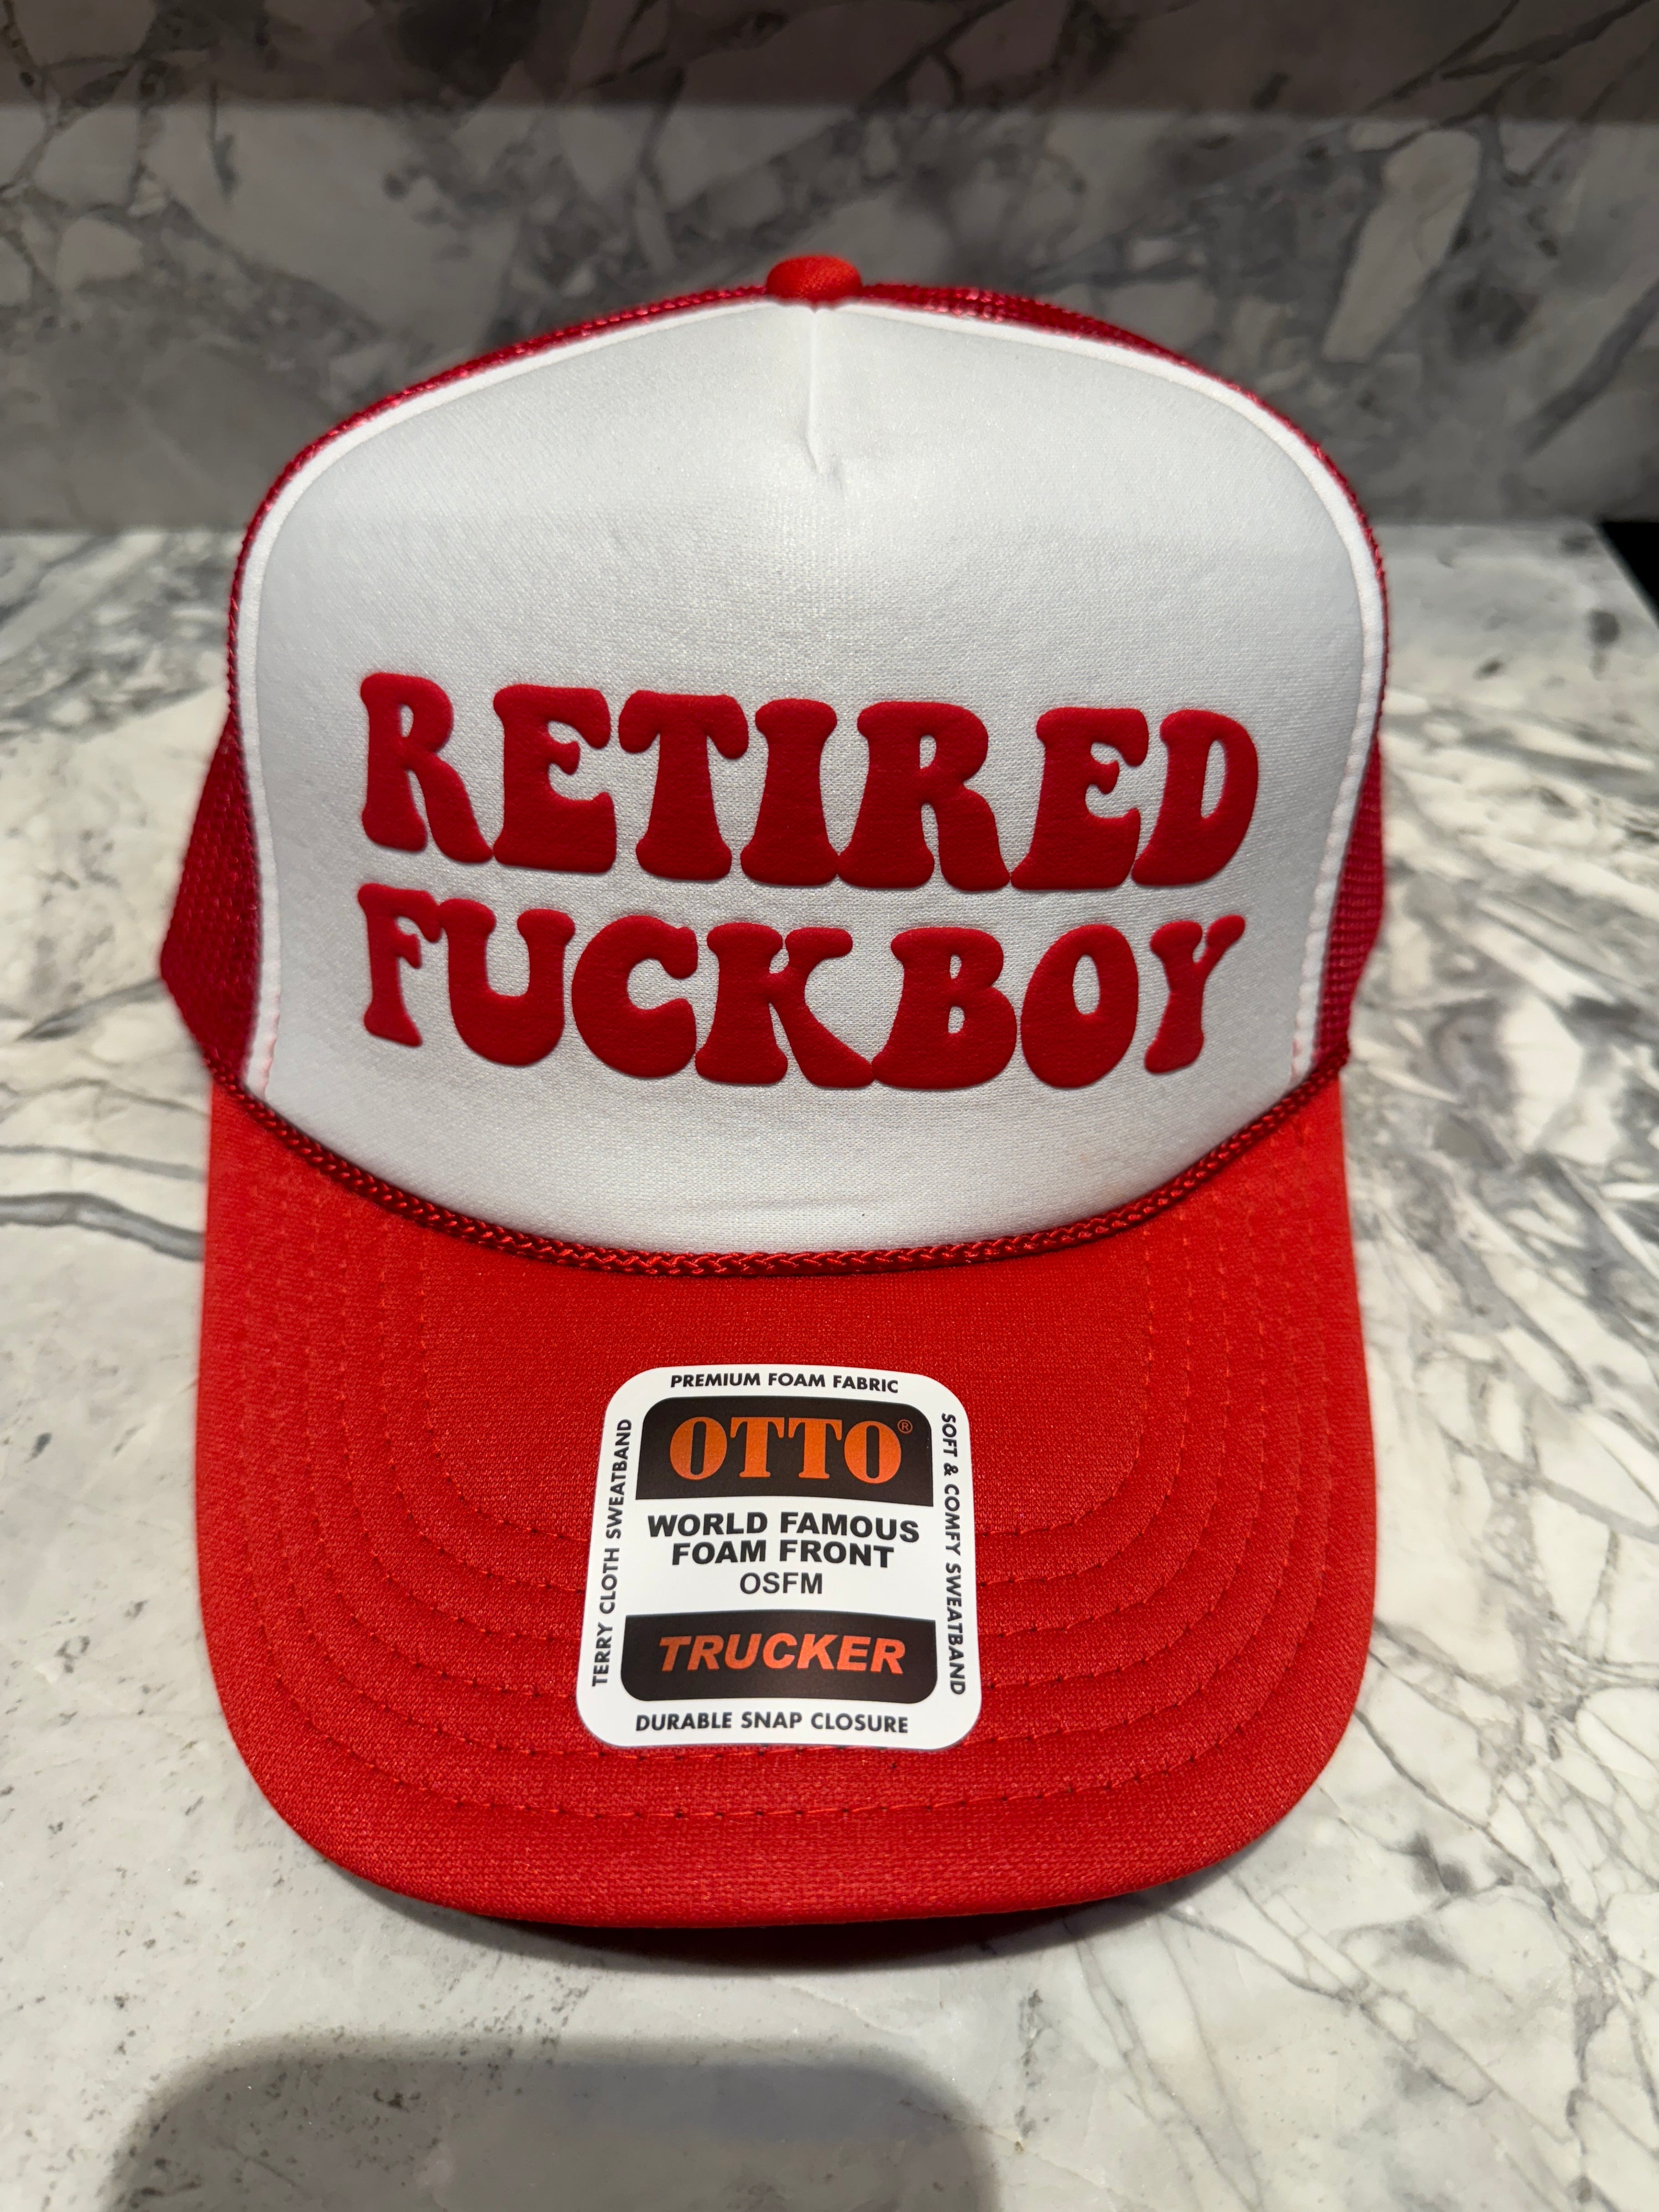 RETIRED
FUCKBOY
PREMIUM FOAM FABRIC
OTTO®
WORLD FAMOUS
FOAM FRONT
OSFM
TRUCKER
DURABLE SNAP CLOSURE
TERRY CLOTH SWEATBAND
SOFT & COMFY SWEATBAND